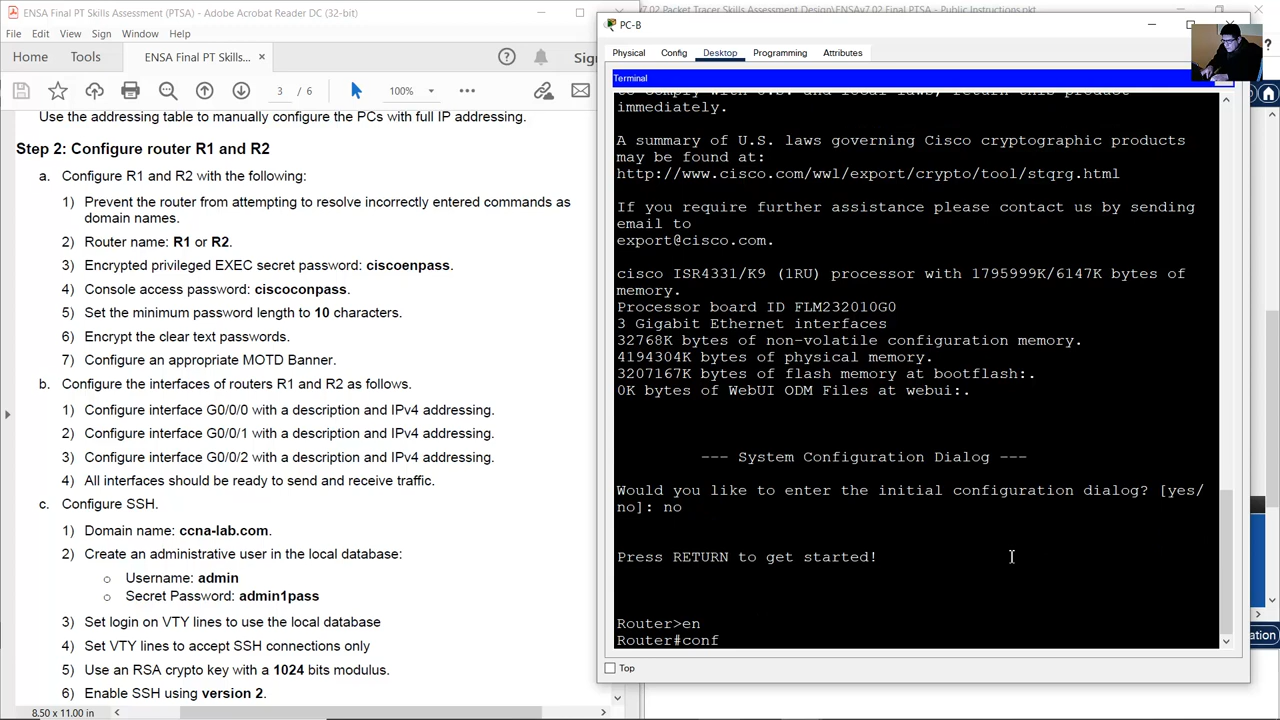 ENSA Final PT Skills Assessment (PTSA) - Adobe Acrobat Reader DC (32-bit)
File Edit View Sign Window Help
Home Tools ENSA Final PT Skills... ×
3 / 6
100%
Use the addressing table to manually configure the PCs with full IP addressing.
Step 2: Configure router R1 and R2
a. Configure R1 and R2 with the following:
1) Prevent the router from attempting to resolve incorrectly entered commands as
domain names.
2) Router name: R1 or R2.
3) Encrypted privileged EXEC secret password: ciscoenpass.
4) Console access password: ciscoconpass.
5) Set the minimum password length to 10 characters.
6) Encrypt the clear text passwords.
7) Configure an appropriate MOTD Banner.
b. Configure the interfaces of routers R1 and R2 as follows.
1) Configure interface G0/0/0 with a description and IPv4 addressing.
2) Configure interface G0/0/1 with a description and IPv4 addressing.
3) Configure interface G0/0/2 with a description and IPv4 addressing.
4) All interfaces should be ready to send and receive traffic.
c. Configure SSH.
1) Domain name: ccna-lab.com.
2) Create an administrative user in the local database:
o Username: admin
o Secret Password: admin1pass
3) Set login on VTY lines to use the local database
4) Set VTY lines to accept SSH connections only
5) Use an RSA crypto key with a 1024 bits modulus.
6) Enable SSH using version 2.
8.50 x 11.00 in
PC-B
Physical Config Desktop Programming Attributes
Terminal
immediately.
A summary of U.S. laws governing Cisco cryptographic products
may be found at:
http://www.cisco.com/wwl/export/crypto/tool/stqrg.html
If you require further assistance please contact us by sending
email to
export@cisco.com.
cisco ISR4331/K9 (1RU) processor with 1795999K/6147K bytes of
memory.
Processor board ID FLM232010G0
3 Gigabit Ethernet interfaces
32768K bytes of non-volatile configuration memory.
4194304K bytes of physical memory.
3207167K bytes of flash memory at bootflash:.
0K bytes of WebUI ODM Files at webui:.
--- System Configuration Dialog ---
Would you like to enter the initial configuration dialog? [yes/
no]: no
Press RETURN to get started!
Router>en
Router#conf
Top